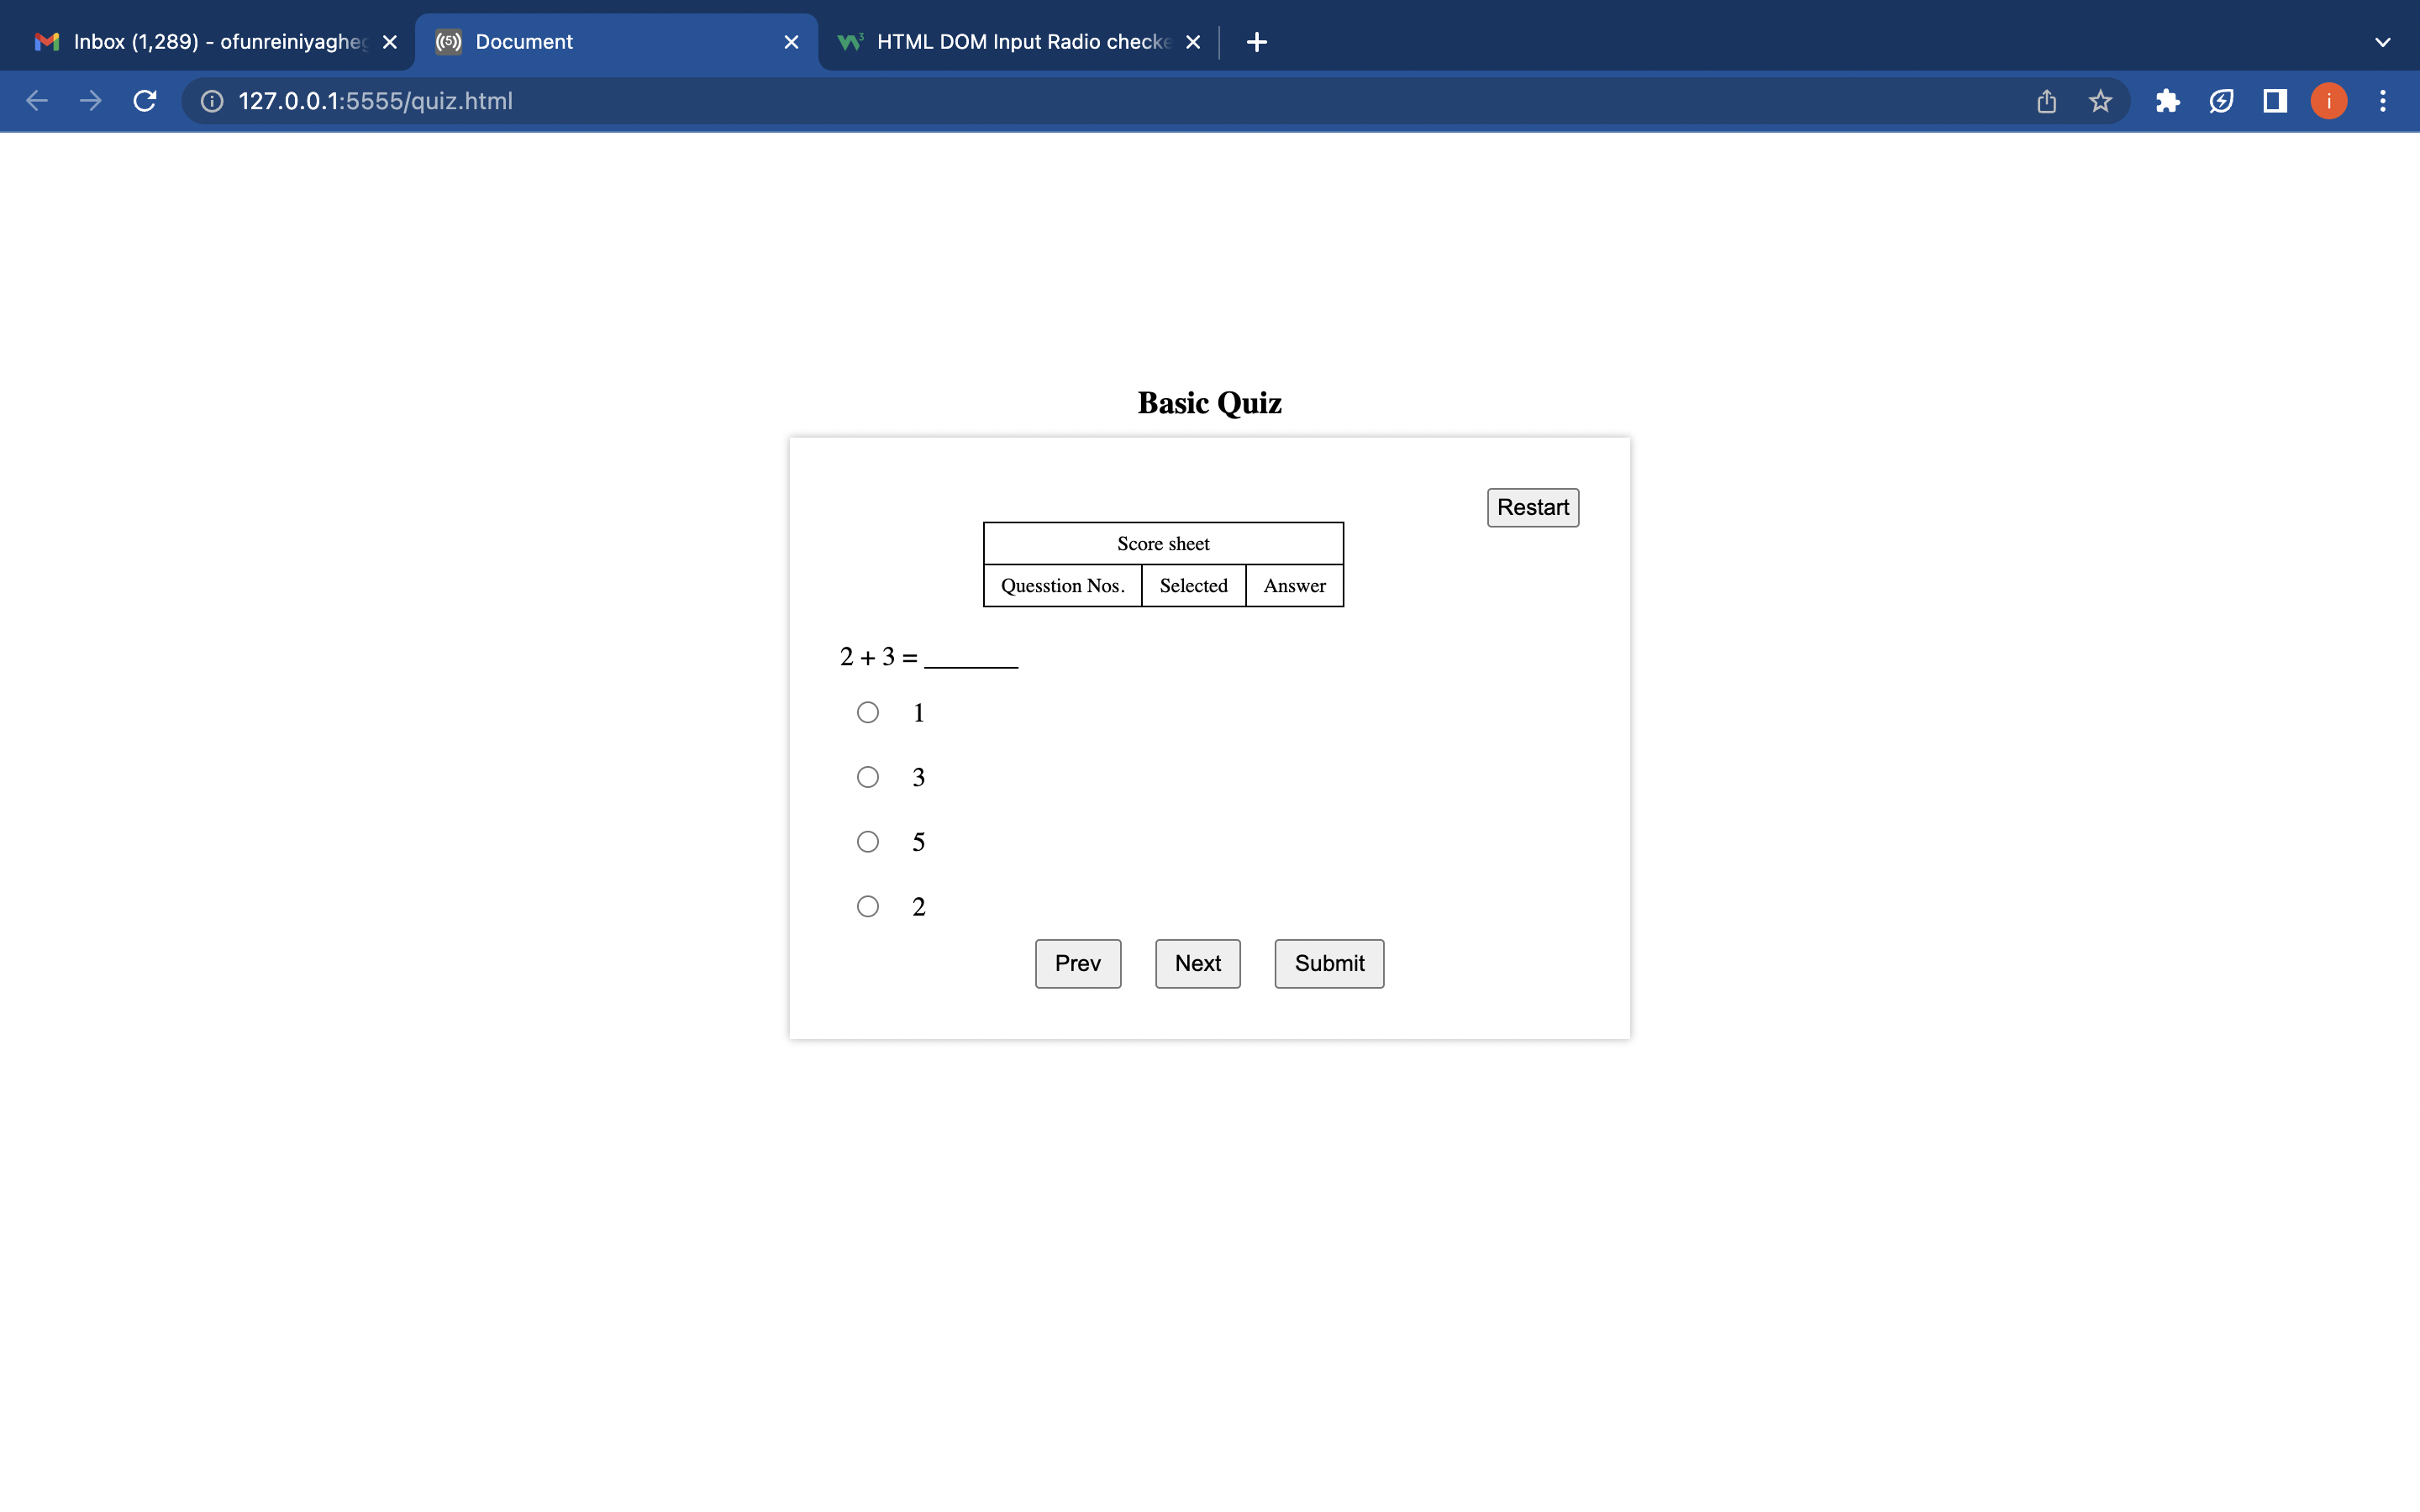 Inbox (1,289) - ofunreiniyaghe
Document
HTML DOM Input Radio checke
127.0.0.1:5555/quiz.html
i
Basic Quiz
Restart
Score sheet
Quesstion Nos. Selected Answer
2 + 3 = _______
1
3
5
2
Prev Next Submit